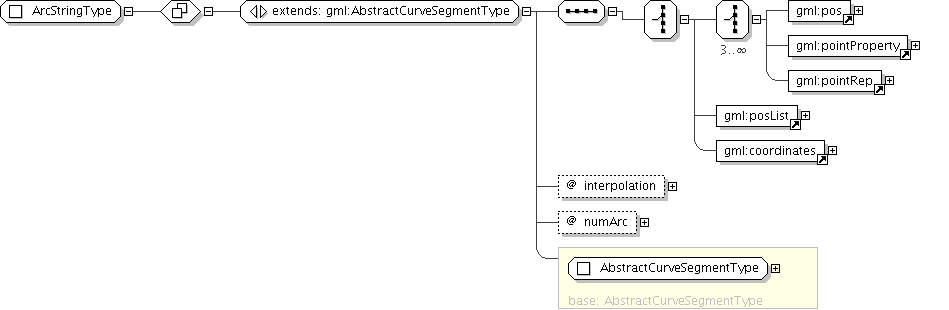 ArcStringType
extends: gml:AbstractCurveSegmentType
3..∞
gml:pos
gml:pointProperty
gml:pointRep
gml:posList
gml:coordinates
@ interpolation
@ numArc
AbstractCurveSegmentType
base: AbstractCurveSegmentType